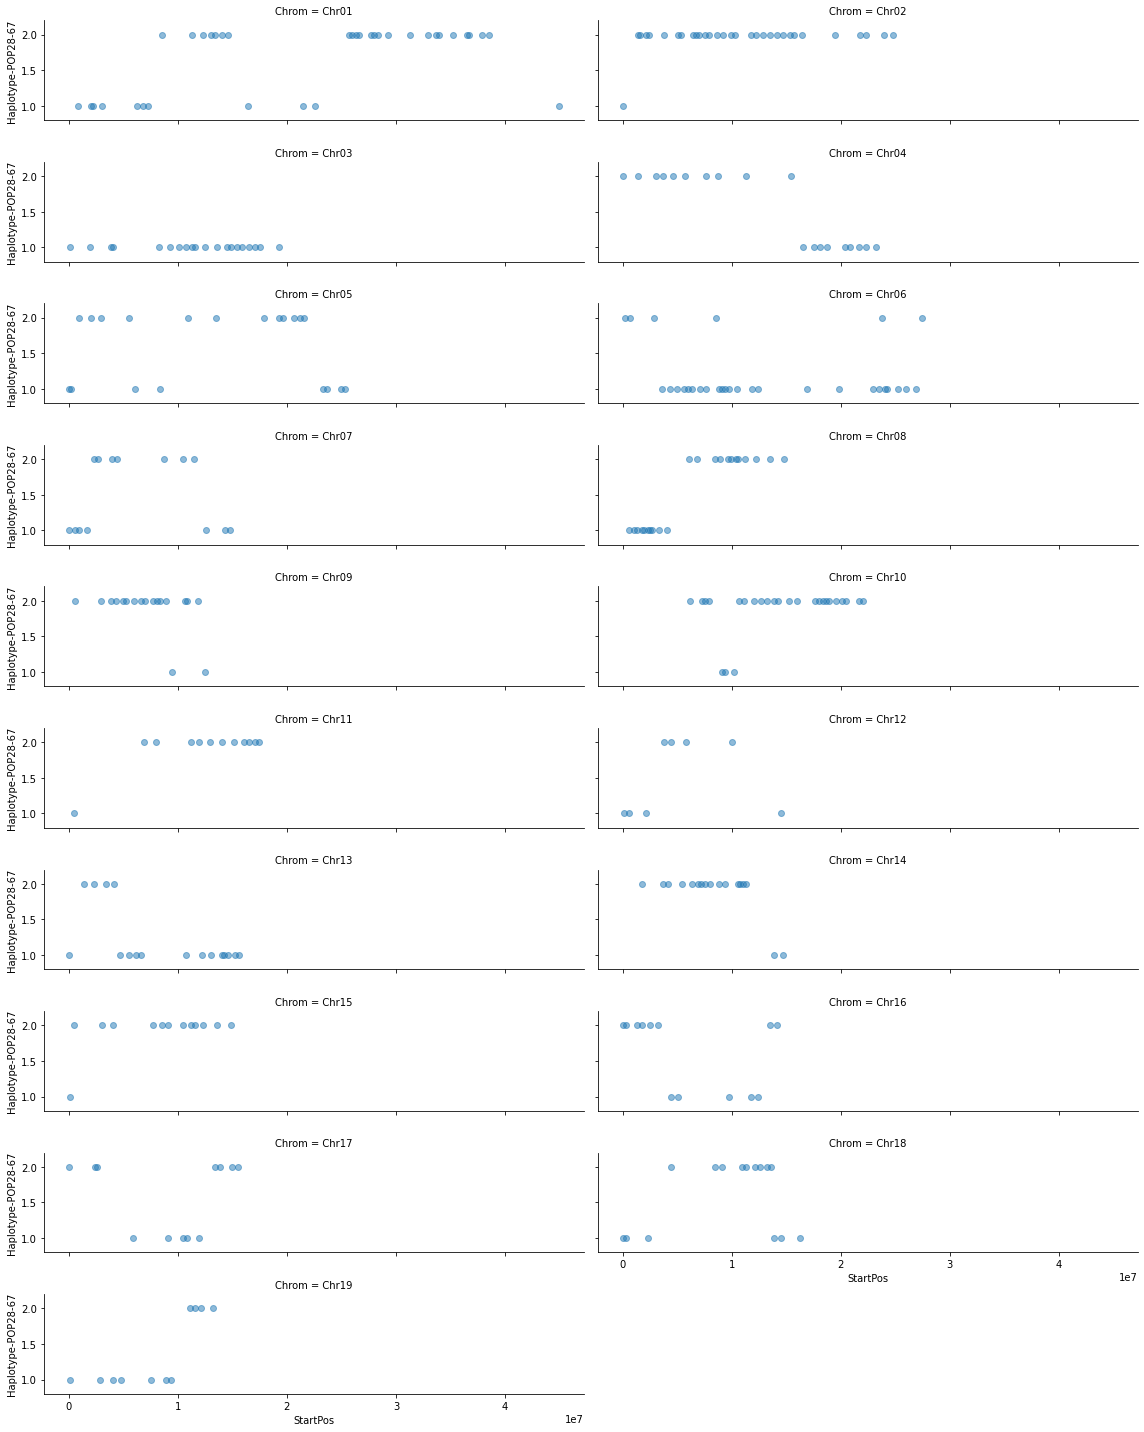 Chrom = Chr01
Chrom = Chr02
Haplotype-POP28-67
2.0
1.5
1.0
Chrom = Chr03
Chrom = Chr04
Haplotype-POP28-67
2.0
1.5
1.0
Chrom = Chr05
Chrom = Chr06
Haplotype-POP28-67
2.0
1.5
1.0
Chrom = Chr07
Chrom = Chr08
Haplotype-POP28-67
2.0
1.5
1.0
Chrom = Chr09
Chrom = Chr10
Haplotype-POP28-67
2.0
1.5
1.0
Chrom = Chr11
Chrom = Chr12
Haplotype-POP28-67
2.0
1.5
1.0
Chrom = Chr13
Chrom = Chr14
Haplotype-POP28-67
2.0
1.5
1.0
Chrom = Chr15
Chrom = Chr16
Haplotype-POP28-67
2.0
1.5
1.0
Chrom = Chr17
Chrom = Chr18
Haplotype-POP28-67
2.0
1.5
1.0
0 1 2 3 4
StartPos
1e7
Chrom = Chr19
Haplotype-POP28-67
2.0
1.5
1.0
0 1 2 3 4
StartPos
1e7